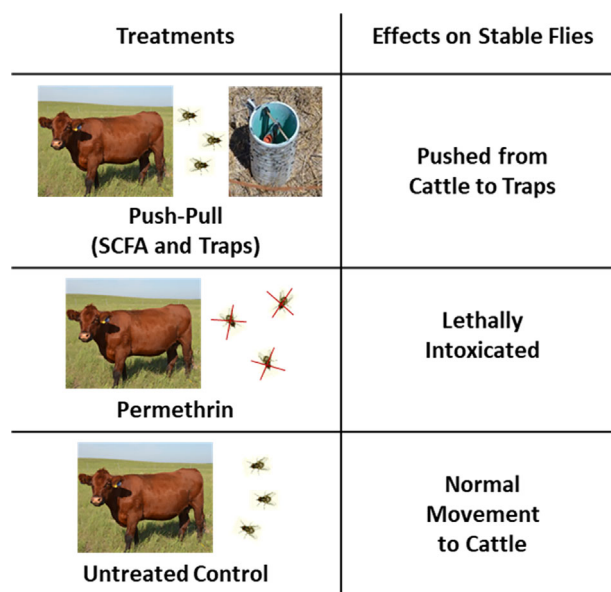 Treatments
Effects on Stable Flies
Push-Pull
(SCFA and Traps)
Pushed from
Cattle to Traps
Permethrin
Lethally
Intoxicated
Untreated Control
Normal
Movement
to Cattle